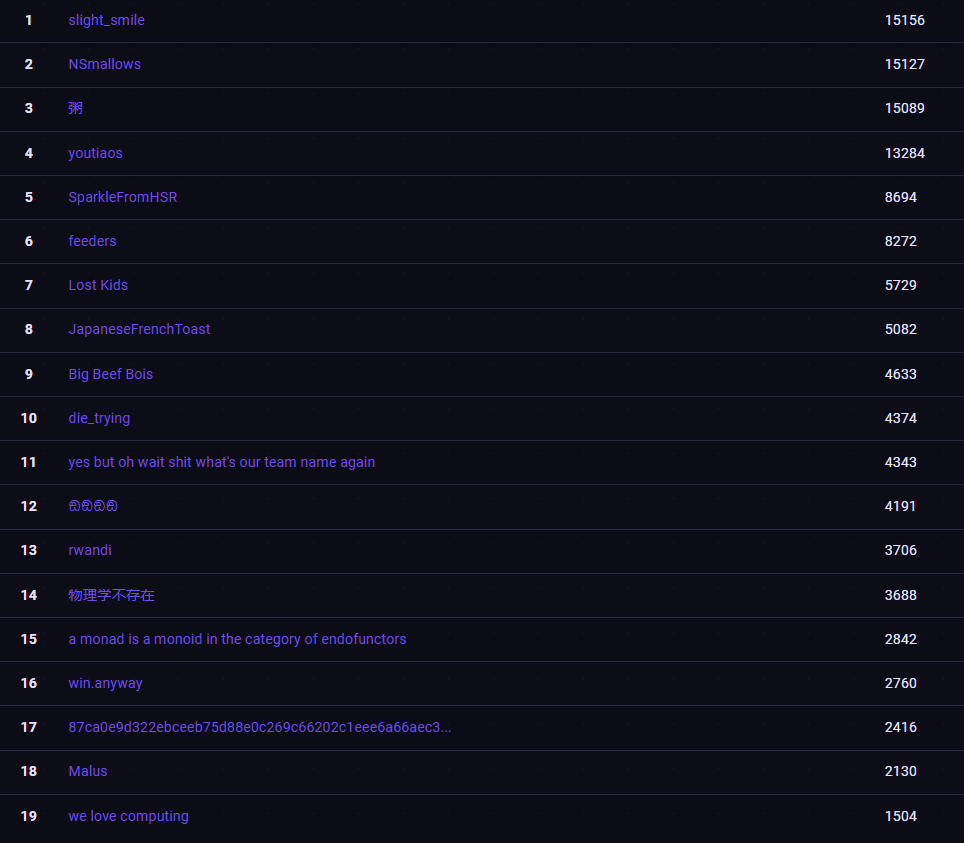 1 slight_smile 15156
2 NSmallows 15127
3 粥 15089
4 youtiaos 13284
5 SparkleFromHSR 8694
6 feeders 8272
7 Lost Kids 5729
8 JapaneseFrenchToast 5082
9 Big Beef Bois 4633
10 die_trying 4374
11 yes but oh wait shit what's our team name again 4343
12 4191
13 rwandi 3706
14 物理学不存在 3688
15 a monad is a monoid in the category of endofunctors 2842
16 win.anyway 2760
17 87ca0e9d322ebceeb75d88e0c269c66202c1eee6a66aec3... 2416
18 Malus 2130
19 we love computing 1504